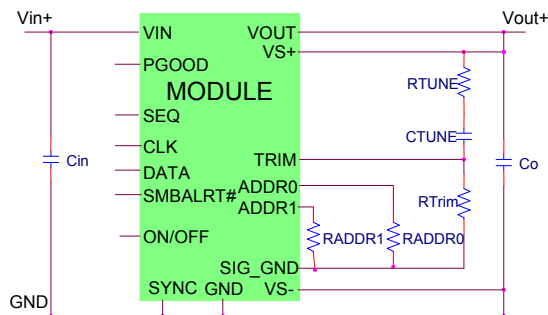 Vin+
Vout+
VIN
VOUT
VS+
PGOOD
RTUNE
MODULE
SEQ
CTUNE
CLK
Cin
TRIM
Co
DATA
ADDR0
SMBALRT#
RTrim
ADDR1
ON/OFF
RADDR1
RADDR0
SIG_GND
GND
SYNC
GND
VS-